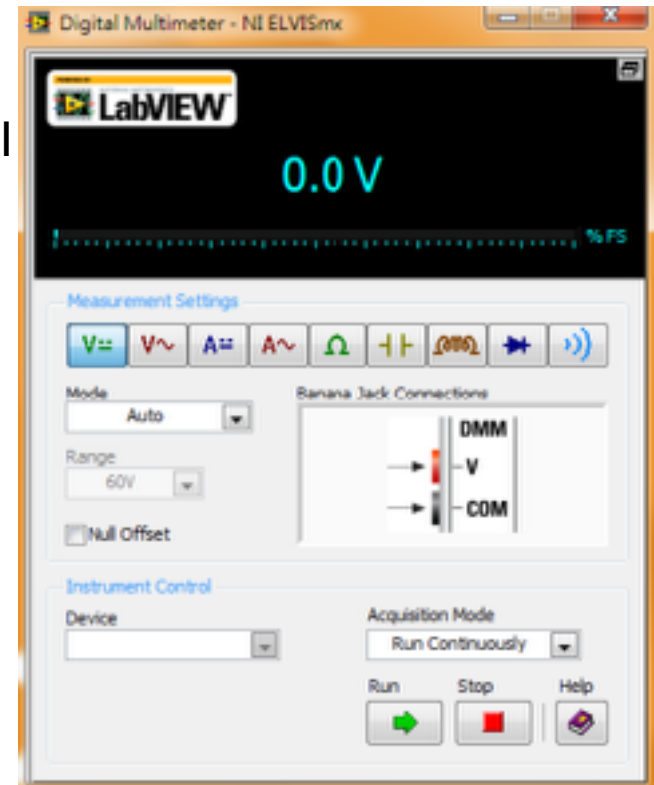 Digital Multimeter - NI ELVISmx
LabVIEW
l
0.0 V
% FS
Measurement Settings
V
V
A
A
Ω
Mode
Banana Jack Connections
Auto
DMM
V
COM
Range
60V
Null Offset
Instrument Control
Device
Acquisition Mode
Run Continuously
Run Stop Help